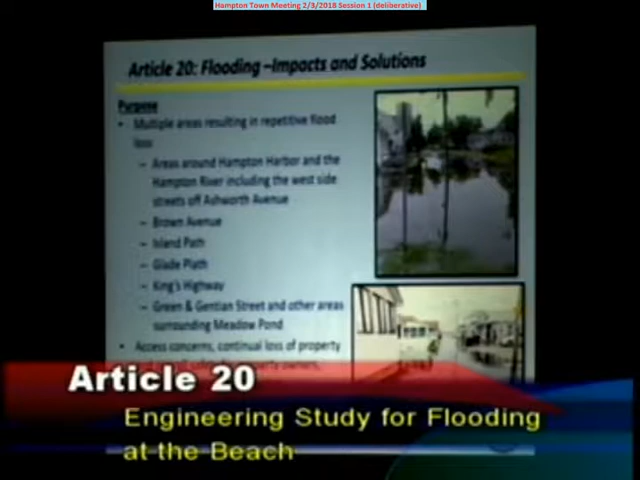 Hampton Town Meeting 2/3/2018 Session 1 (deliberative)
Article 20: Flooding –Impacts and Solutions
Purpose
• Multiple areas resulting in repetitive flood
loss
– Areas around Hampton Harbor and the
Hampton River including the west side
streets off Ashworth Avenue
– Brown Avenue
– Island Path
– Glade Path
– King's Highway
– Green & Gentian Street and other areas
surrounding Meadow Pond
• Access concerns, continual loss of property
Article 20
Engineering Study for Flooding
at the Beach